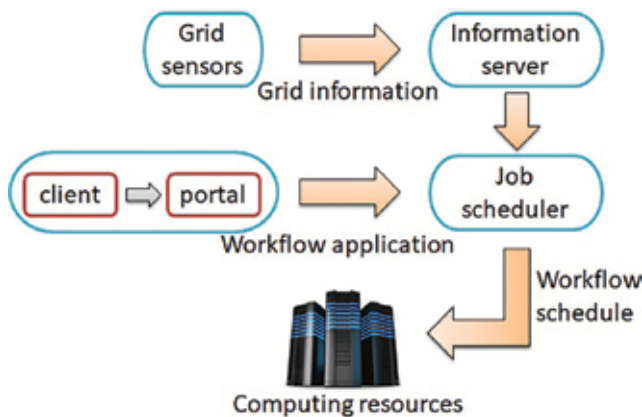 Grid
sensors
Information
server
Grid information
client
portal
Job
scheduler
Workflow application
Workflow
schedule
Computing resources